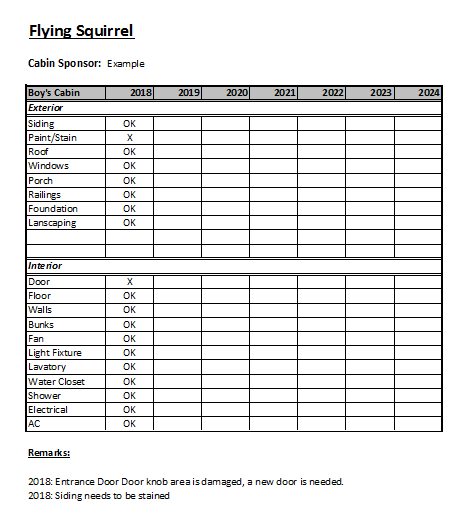 Flying Squirrel
Cabin Sponsor: Example
Boy's Cabin 2018 2019 2020 2021 2022 2023 2024
Exterior
Siding OK
Paint/Stain X
Roof OK
Windows OK
Porch OK
Railings OK
Foundation OK
Lanscaping OK
Interior
Door X
Floor OK
Walls OK
Bunks OK
Fan OK
Light Fixture OK
Lavatory OK
Water Closet OK
Shower OK
Electrical OK
AC OK
Remarks:
2018: Entrance Door Door knob area is damaged, a new door is needed.
2018: Siding needs to be stained